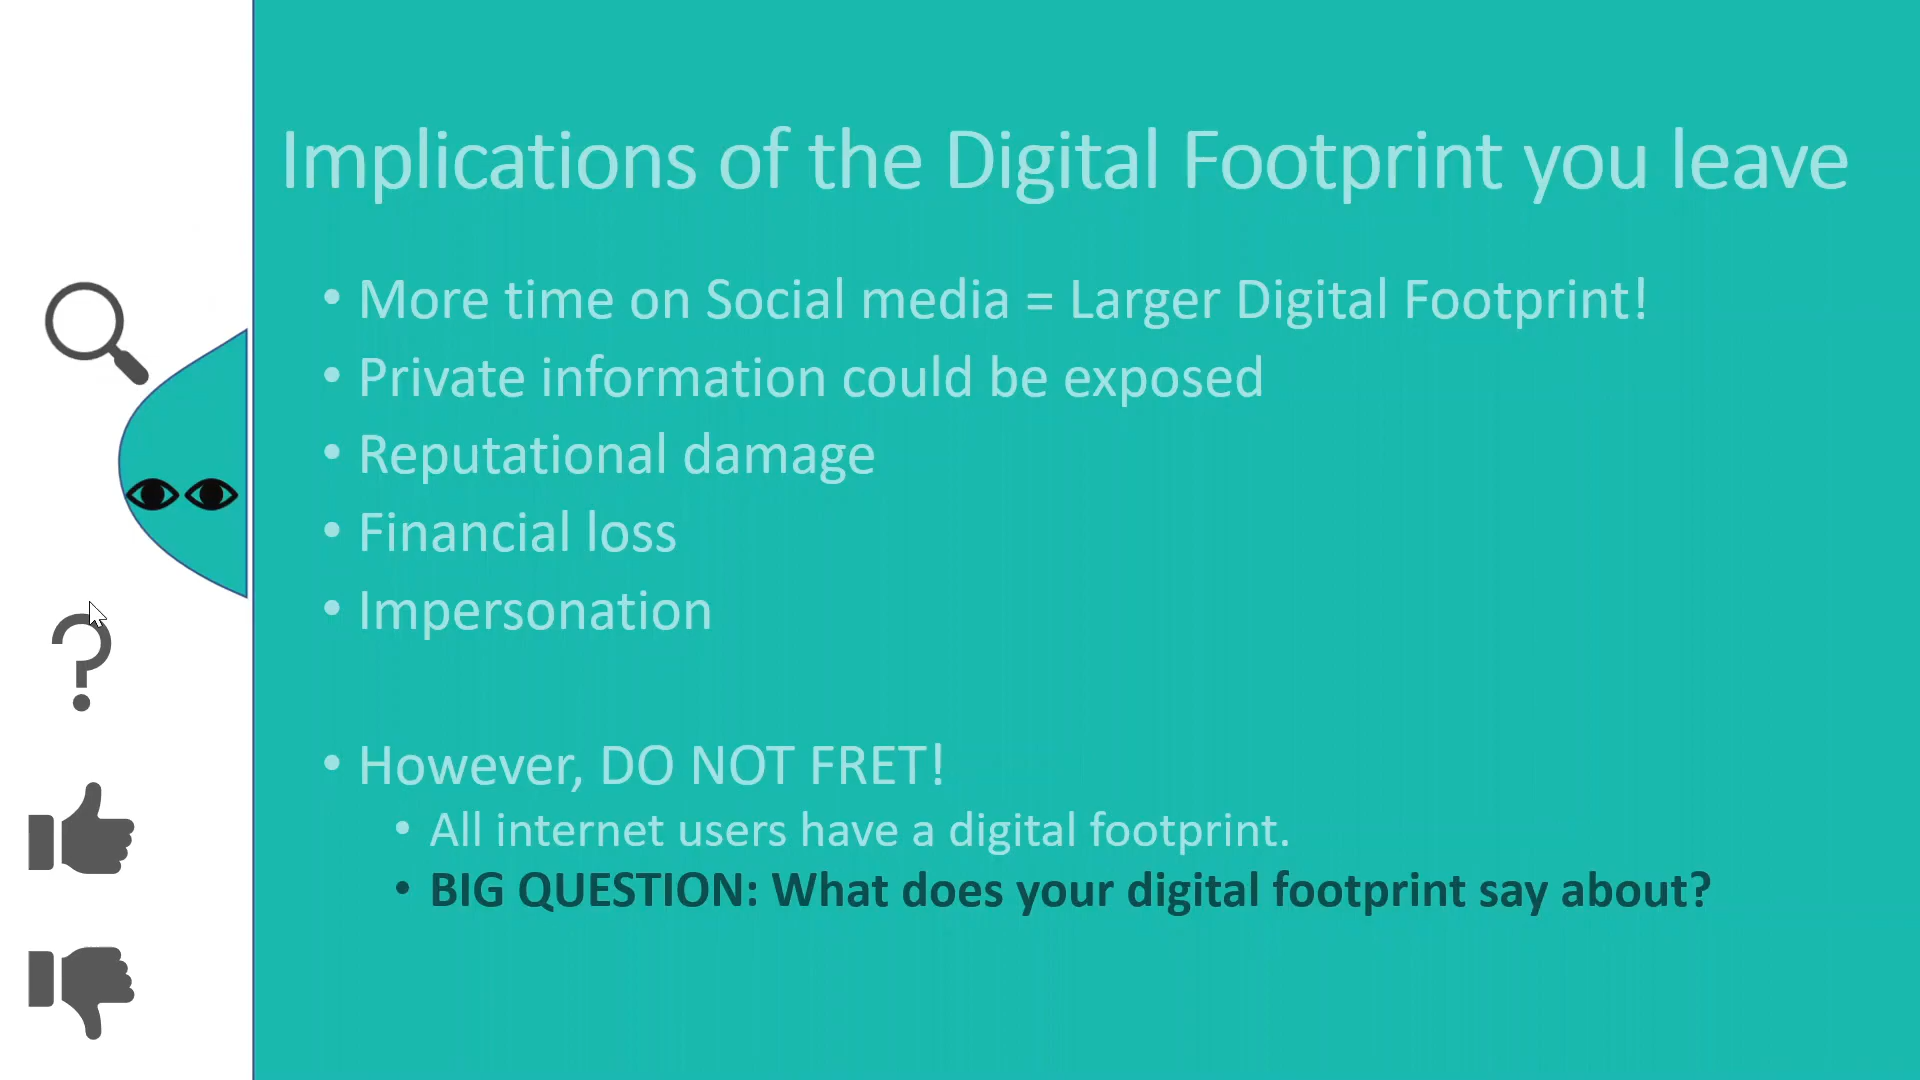 Implications of the Digital Footprint you leave
• More time on Social media = Larger Digital Footprint!
• Private information could be exposed
• Reputational damage
• Financial loss
• Impersonation
• However, DO NOT FRET!
• All internet users have a digital footprint.
• BIG QUESTION: What does your digital footprint say about?